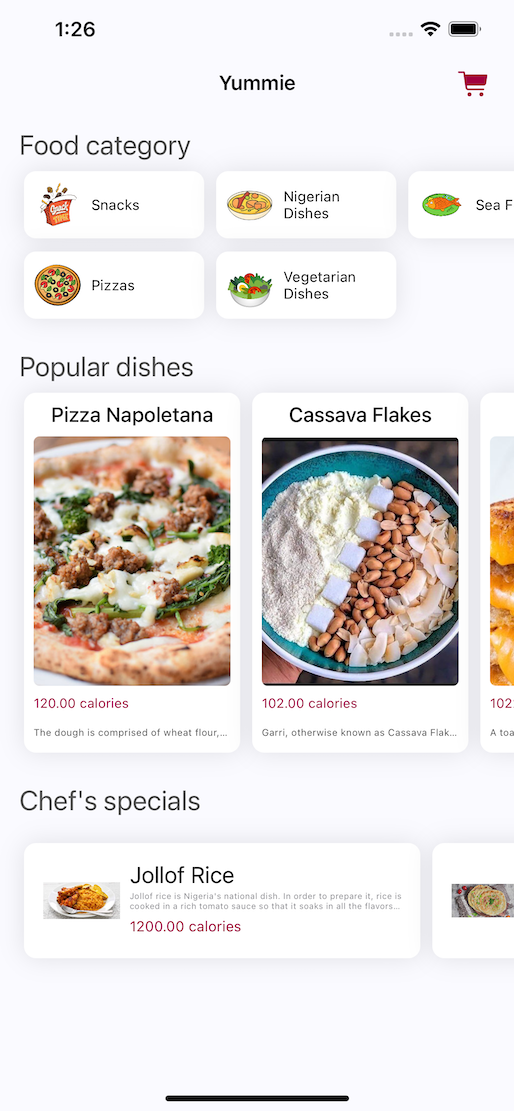 1:26
Yummie
Food category
Snack
TIME
Snacks
Nigerian
Dishes
Sea F
Pizzas
Vegetarian
Dishes
Popular dishes
Pizza Napoletana
Cassava Flakes
120.00 calories
102.00 calories
102
The dough is comprised of wheat flour,...
Garri, otherwise known as Cassava Flak...
A toa
Chef's specials
Jollof Rice
Jollof rice is Nigeria's national dish. In order to prepare it, rice is
cooked in a rich tomato sauce so that it soaks in all the flavors...
1200.00 calories